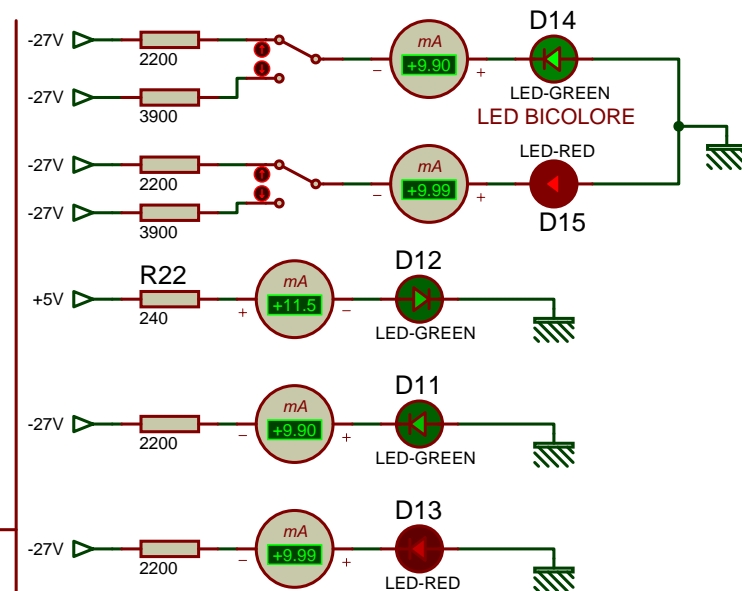 D14
-27V
2200
mA
+9.90
- +
LED-GREEN
-27V
3900
LED BICOLORE
LED-RED
-27V
2200
mA
+9.99
- +
-27V
3900
D15
R22
D12
+5V
240
mA
+11.5
+ -
LED-GREEN
D11
-27V
2200
mA
+9.90
- +
LED-GREEN
D13
-27V
2200
mA
+9.99
- +
LED-RED